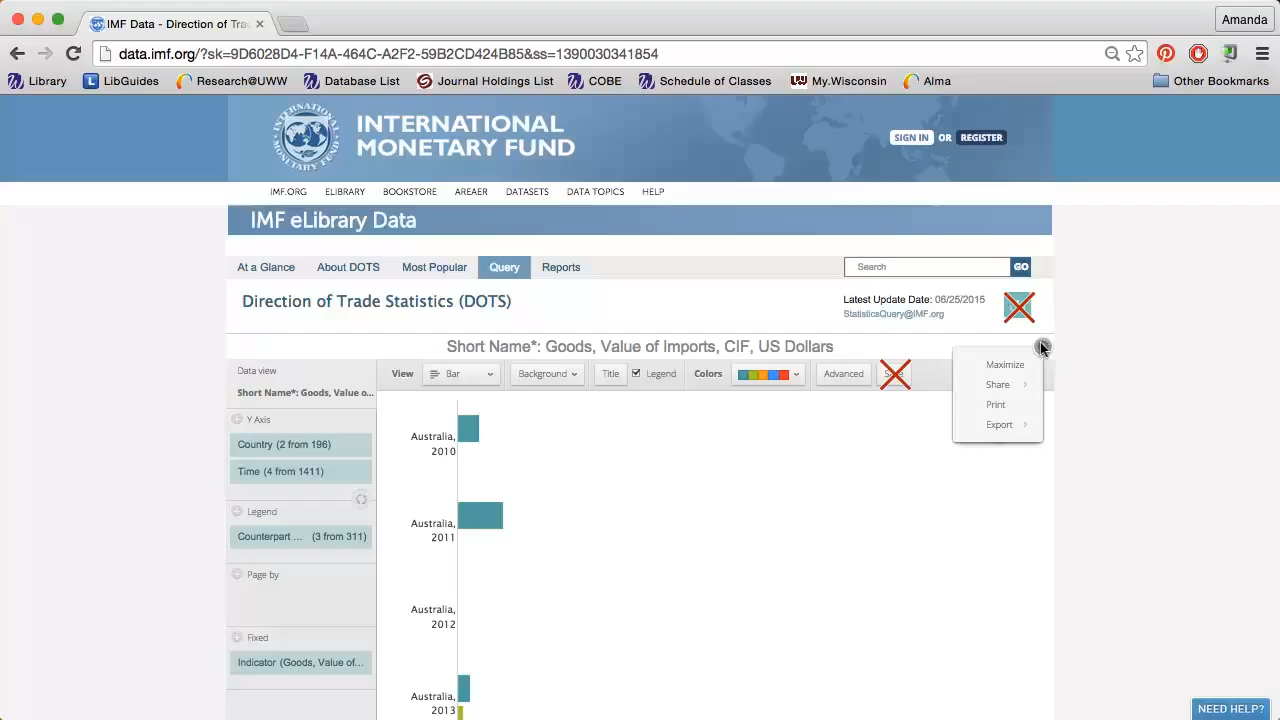 IMF Data - Direction of Tra
Amanda
data.imf.org/?sk=9D6028D4-F14A-464C-A2F2-59B2CD424B85&ss=1390030341854
Library LibGuides Research@UWW Database List Journal Holdings List COBE Schedule of Classes My.Wisconsin Alma Other Bookmarks
INTERNATIONAL
MONETARY FUND
SIGN IN OR REGISTER
IMF.ORG ELIBRARY BOOKSTORE AREAER DATASETS DATA TOPICS HELP
IMF eLibrary Data
At a Glance About DOTS Most Popular Query Reports Search GO
Direction of Trade Statistics (DOTS)
Latest Update Date: 06/25/2015
StatisticsQuery@IMF.org
Short Name*: Goods, Value of Imports, CIF, US Dollars
Data view
Short Name*: Goods, Value o...
View Bar Background Title Legend Colors Advanced
Maximize
Share
Print
Export
Y Axis
Country (2 from 196)
Time (4 from 1411)
Legend
Counterpart ... (3 from 311)
Page by
Fixed
Indicator (Goods, Value of...
Australia,
2010
Australia,
2011
Australia,
2012
Australia,
2013
NEED HELP?